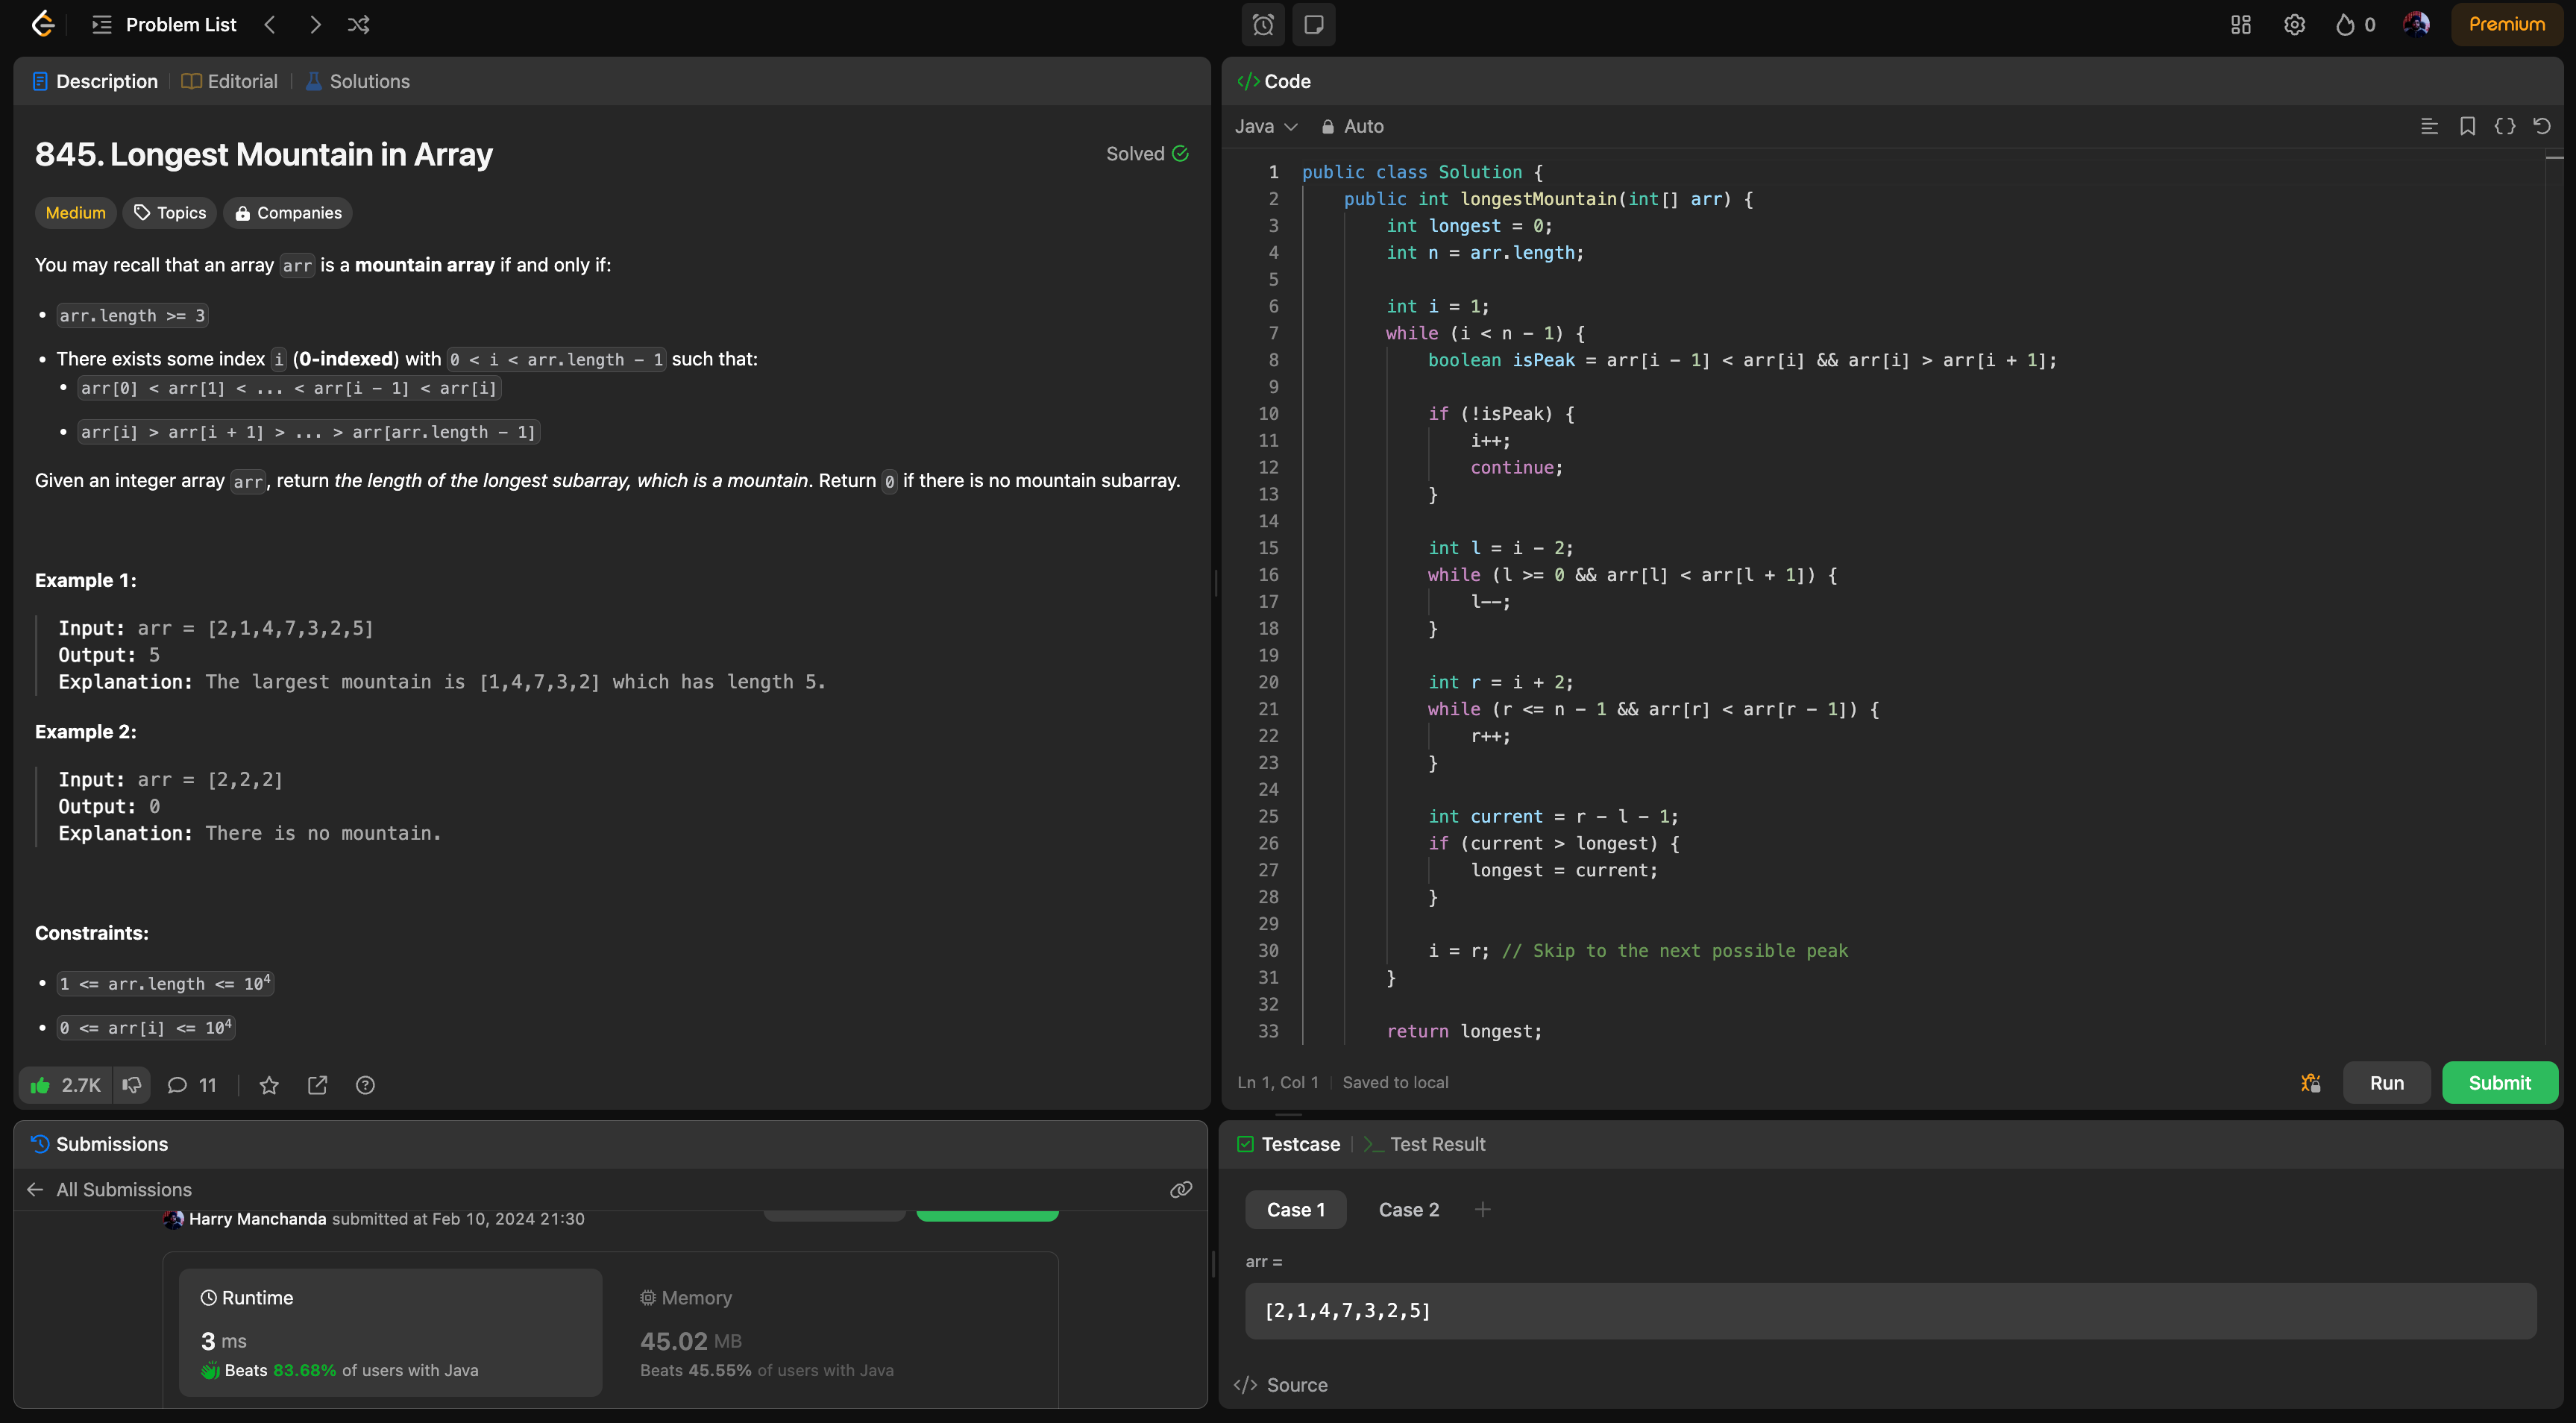 Problem List
0
Premium
Description
Editorial
Solutions
845. Longest Mountain in Array
Solved
Medium
Topics
Companies
You may recall that an array arr is a mountain array if and only if:
• arr.length >= 3
• There exists some index i (0-indexed) with 0 < i < arr.length - 1 such that:
• arr[0] < arr[1] < ... < arr[i - 1] < arr[i]
• arr[i] > arr[i + 1] > ... > arr[arr.length - 1]
Given an integer array arr, return the length of the longest subarray, which is a mountain. Return 0 if there is no mountain subarray.
Example 1:
Input: arr = [2,1,4,7,3,2,5]
Output: 5
Explanation: The largest mountain is [1,4,7,3,2] which has length 5.
Example 2:
Input: arr = [2,2,2]
Output: 0
Explanation: There is no mountain.
Constraints:
• 1 <= arr.length <= 10⁴
• 0 <= arr[i] <= 10⁴
2.7K
11
</> Code
Java
Auto
1 public class Solution {
2 public int longestMountain(int[] arr) {
3 int longest = 0;
4 int n = arr.length;
5
6 int i = 1;
7 while (i < n - 1) {
8 boolean isPeak = arr[i - 1] < arr[i] && arr[i] > arr[i + 1];
9
10 if (!isPeak) {
11 i++;
12 continue;
13 }
14
15 int l = i - 2;
16 while (l >= 0 && arr[l] < arr[l + 1]) {
17 l--;
18 }
19
20 int r = i + 2;
21 while (r <= n - 1 && arr[r] < arr[r - 1]) {
22 r++;
23 }
24
25 int current = r - l - 1;
26 if (current > longest) {
27 longest = current;
28 }
29
30 i = r; // Skip to the next possible peak
31 }
32
33 return longest;
Ln 1, Col 1
Saved to local
Run
Submit
Submissions
All Submissions
Harry Manchanda submitted at Feb 10, 2024 21:30
Runtime
3 ms
Beats 83.68% of users with Java
Memory
45.02 MB
Beats 45.55% of users with Java
Testcase
Test Result
Case 1
Case 2
+
arr =
[2,1,4,7,3,2,5]
</> Source